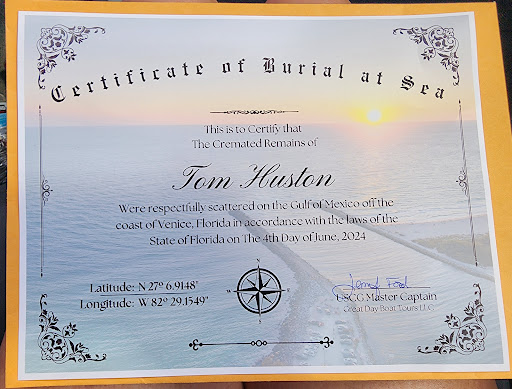 Certificate of Burial at Sea
This is to Certify that
The Cremated Remains of
Tom Huston
Were respectfully scattered on the Gulf of Mexico off the
coast of Venice, Florida in accordance with the laws of the
State of Florida on The 4th Day of June, 2024
Latitude: N 27º 6.9148"
Longitude: W 82º 29.1549"
USCG Master Captain
Great Day Boat Tours LLC